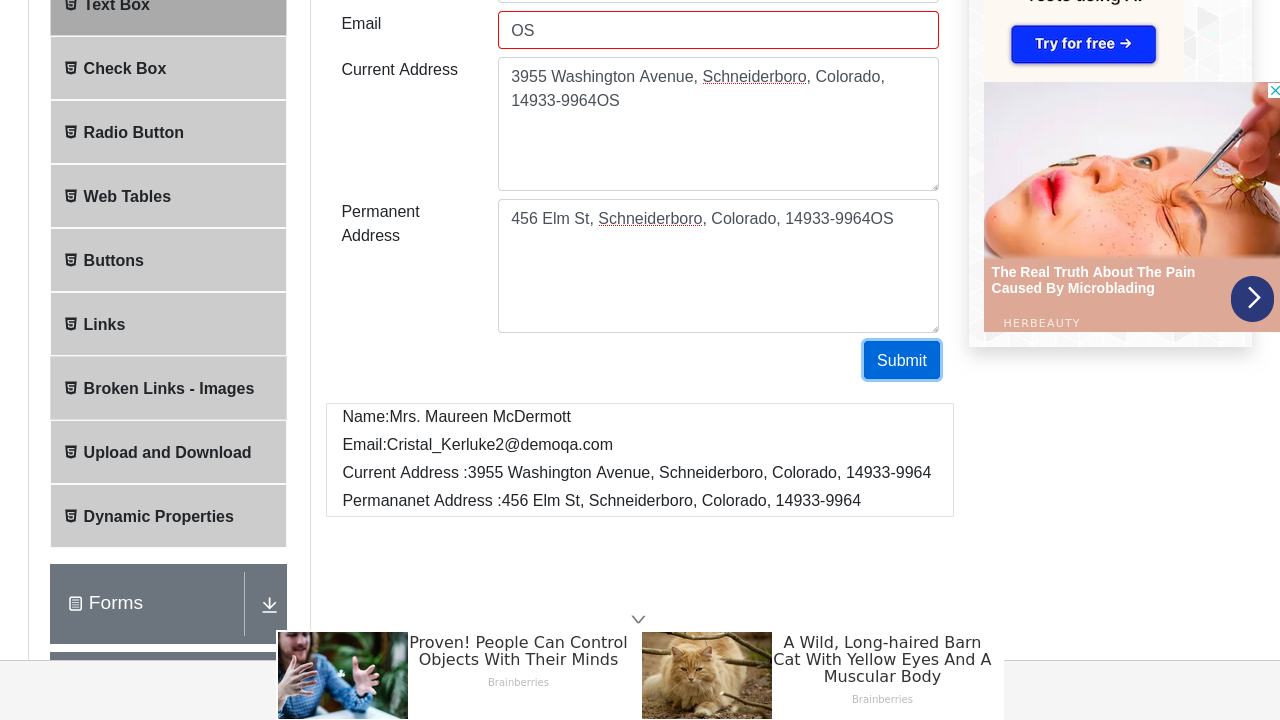 Text Box
Check Box
Radio Button
Web Tables
Buttons
Links
Broken Links - Images
Upload and Download
Dynamic Properties
Forms
Email
OS
Current Address
3955 Washington Avenue, Schneiderboro, Colorado,
14933-9964OS
Permanent
Address
456 Elm St, Schneiderboro, Colorado, 14933-9964OS
Submit
Name:Mrs. Maureen McDermott
Email:Cristal_Kerluke2@demoqa.com
Current Address :3955 Washington Avenue, Schneiderboro, Colorado, 14933-9964
Permananet Address :456 Elm St, Schneiderboro, Colorado, 14933-9964
Try for free →
The Real Truth About The Pain
Caused By Microblading
HERBEAUTY
Proven! People Can Control
Objects With Their Minds
Brainberries
A Wild, Long-haired Barn
Cat With Yellow Eyes And A
Muscular Body
Brainberries